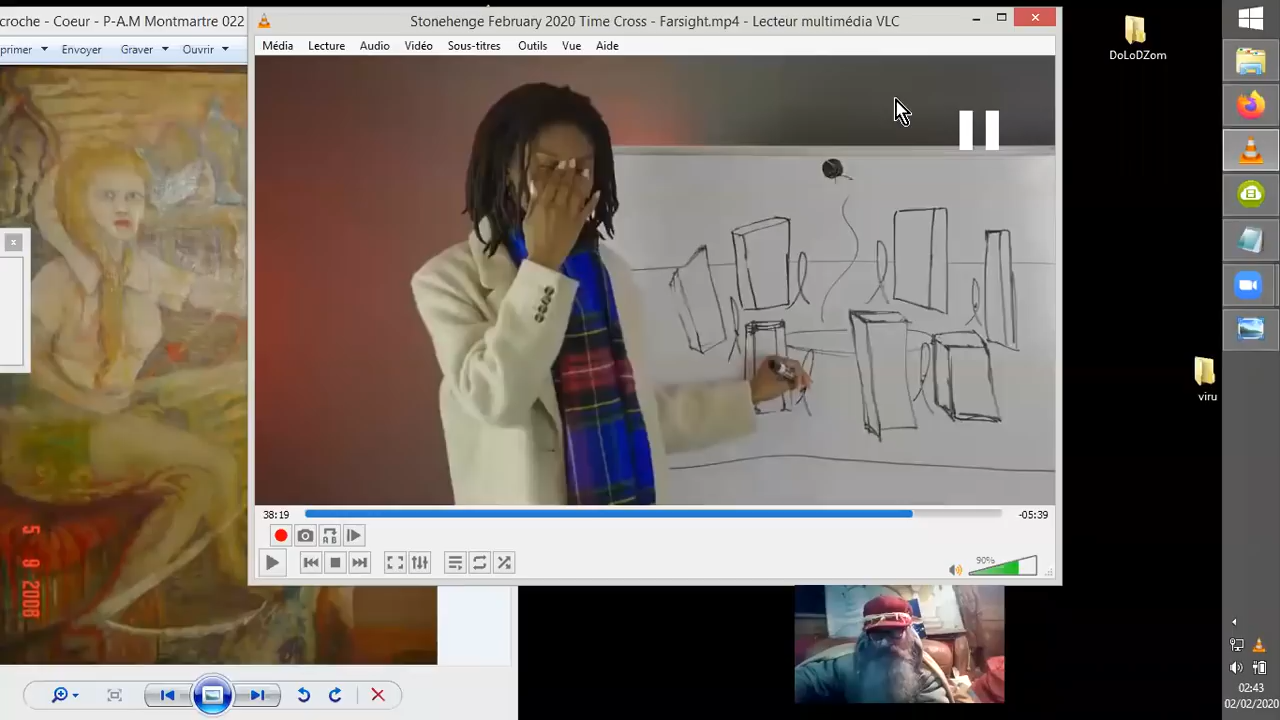 croche - Coeur - P-A.M Montmartre 022
primer Envoyer Graver Ouvrir
Stonehenge February 2020 Time Cross - Farsight.mp4 - Lecteur multimédia VLC
Média Lecture Audio Vidéo Sous-titres Outils Vue Aide
DoLoDZom
viru
5 9 2008
38:19
-05:39
90%
02:43
02/02/2020